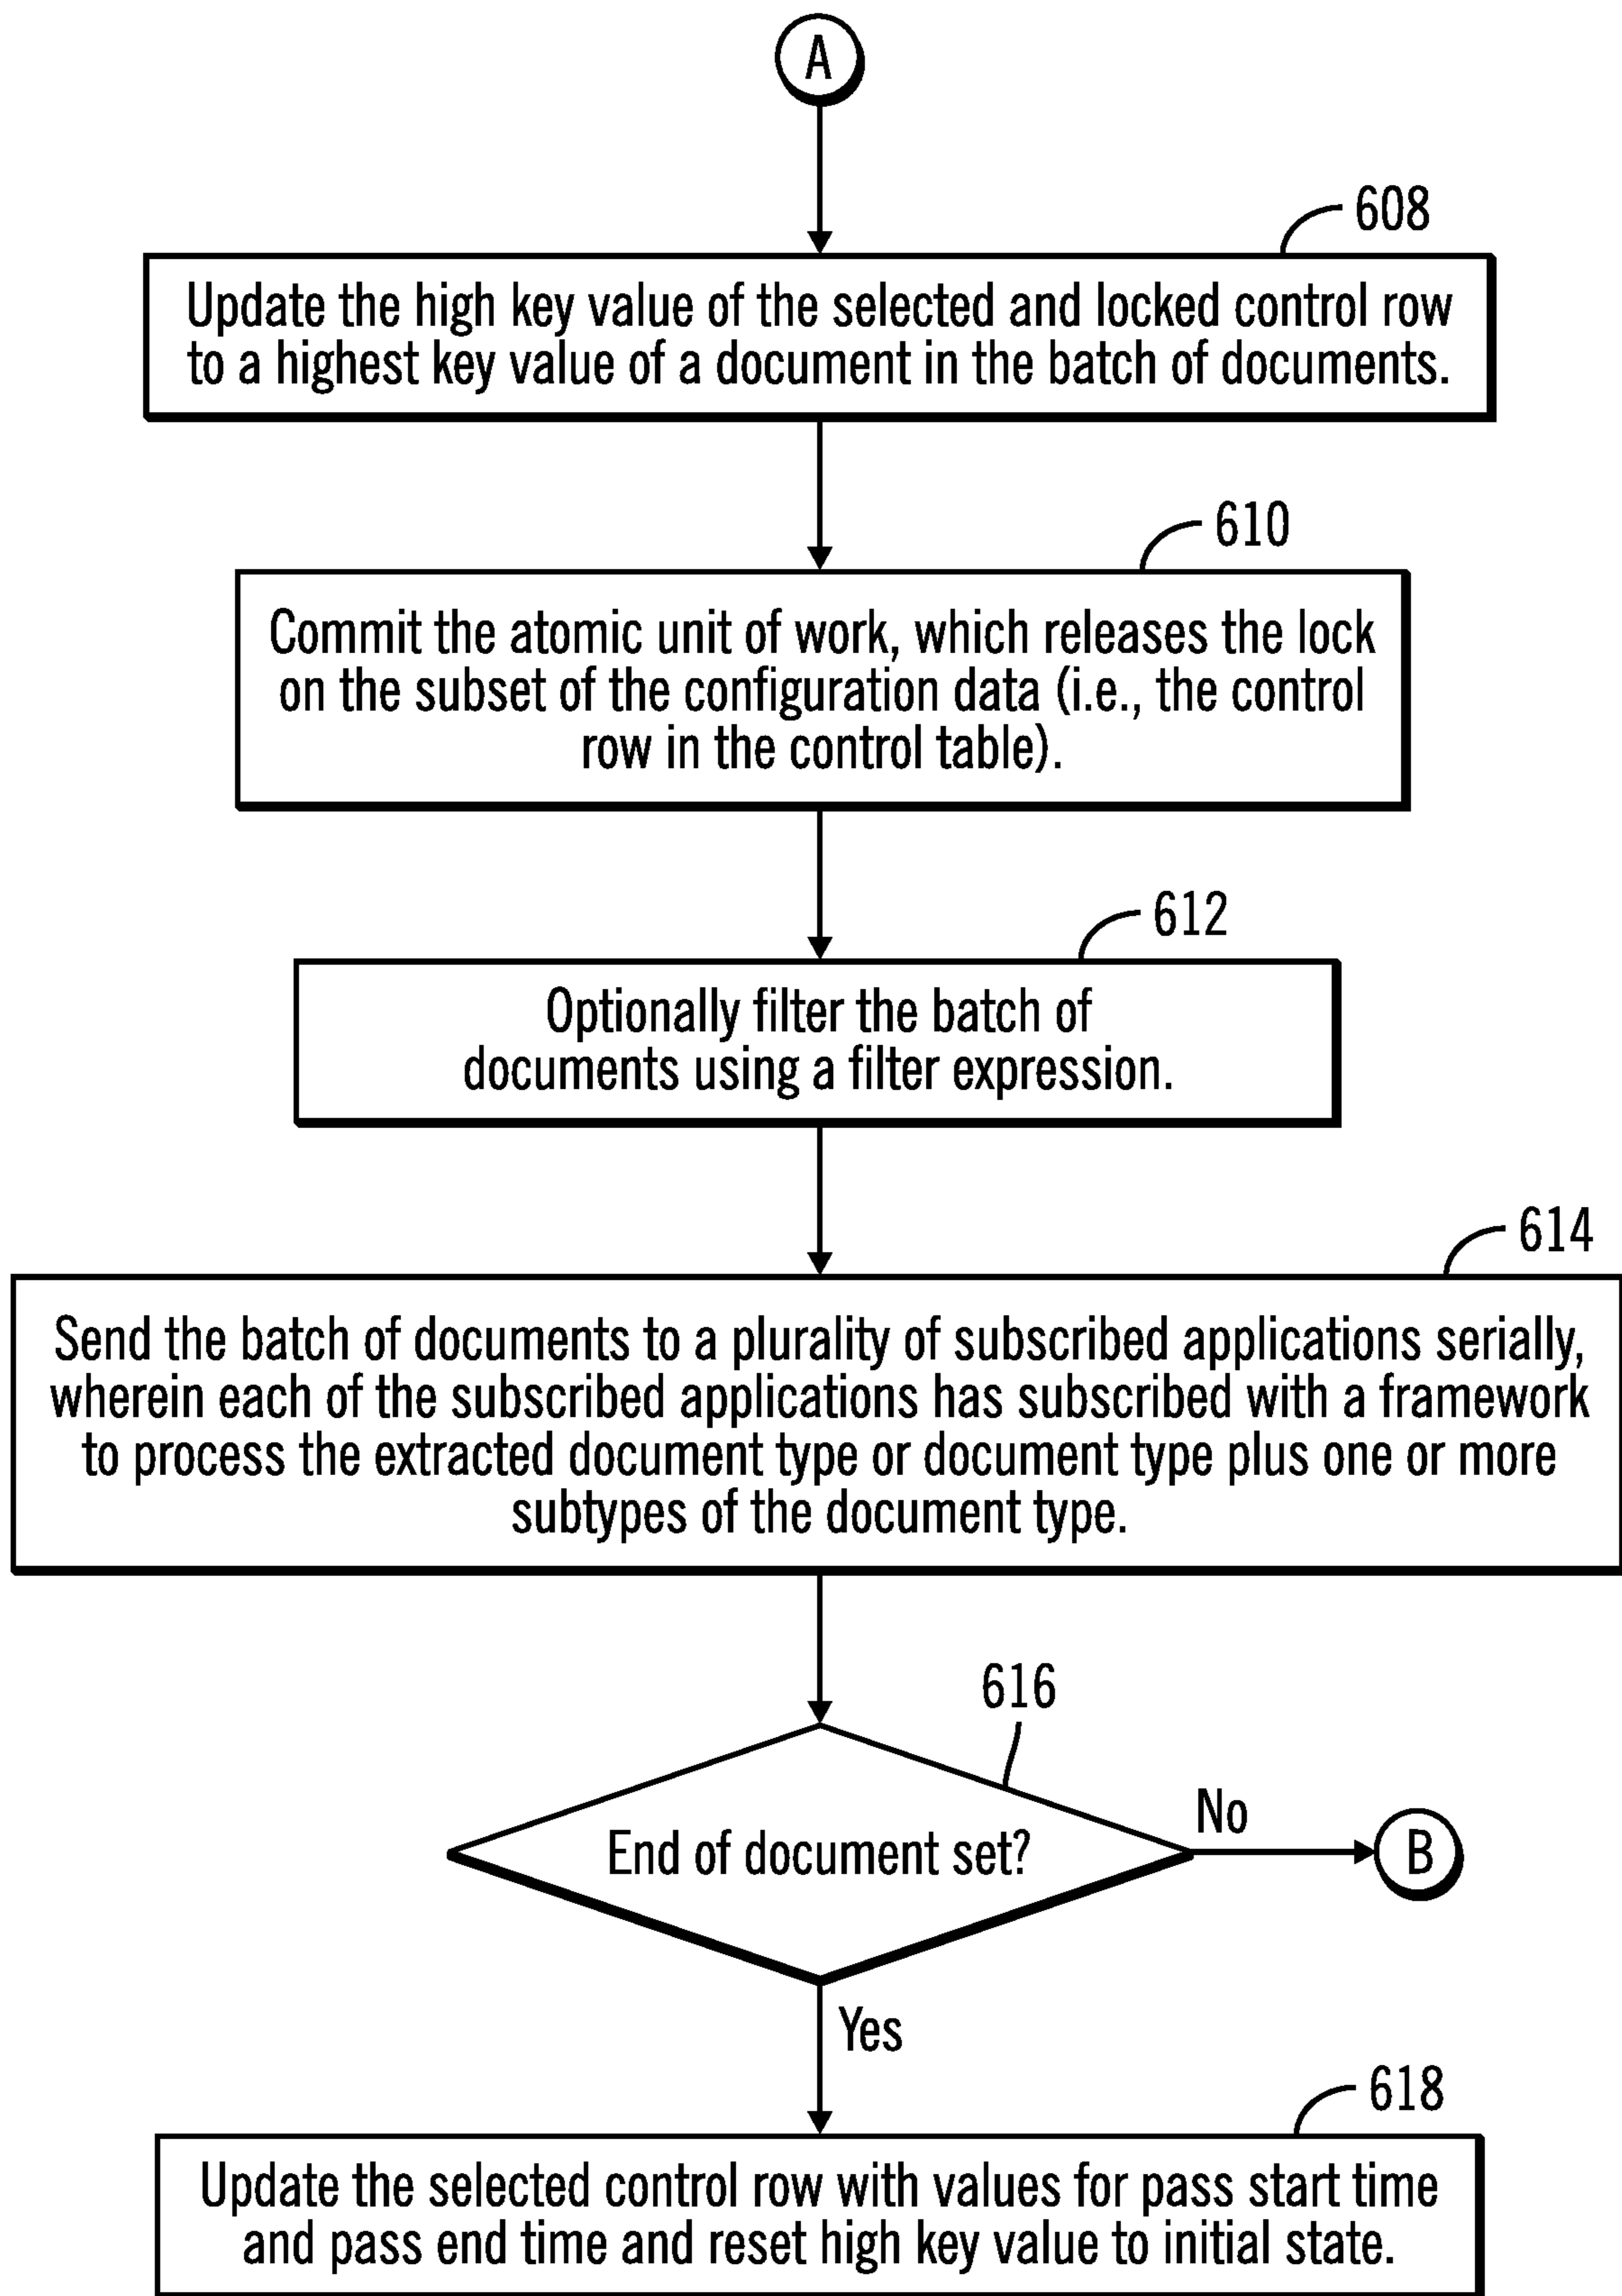 A
608
Update the high key value of the selected and locked control row
to a highest key value of a document in the batch of documents.
610
Commit the atomic unit of work, which releases the lock
on the subset of the configuration data (i.e., the control
row in the control table).
612
Optionally filter the batch of
documents using a filter expression.
614
Send the batch of documents to a plurality of subscribed applications serially,
wherein each of the subscribed applications has subscribed with a framework
to process the extracted document type or document type plus one or more
subtypes of the document type.
616
End of document set?
No
B
Yes
618
Update the selected control row with values for pass start time
and pass end time and reset high key value to initial state.